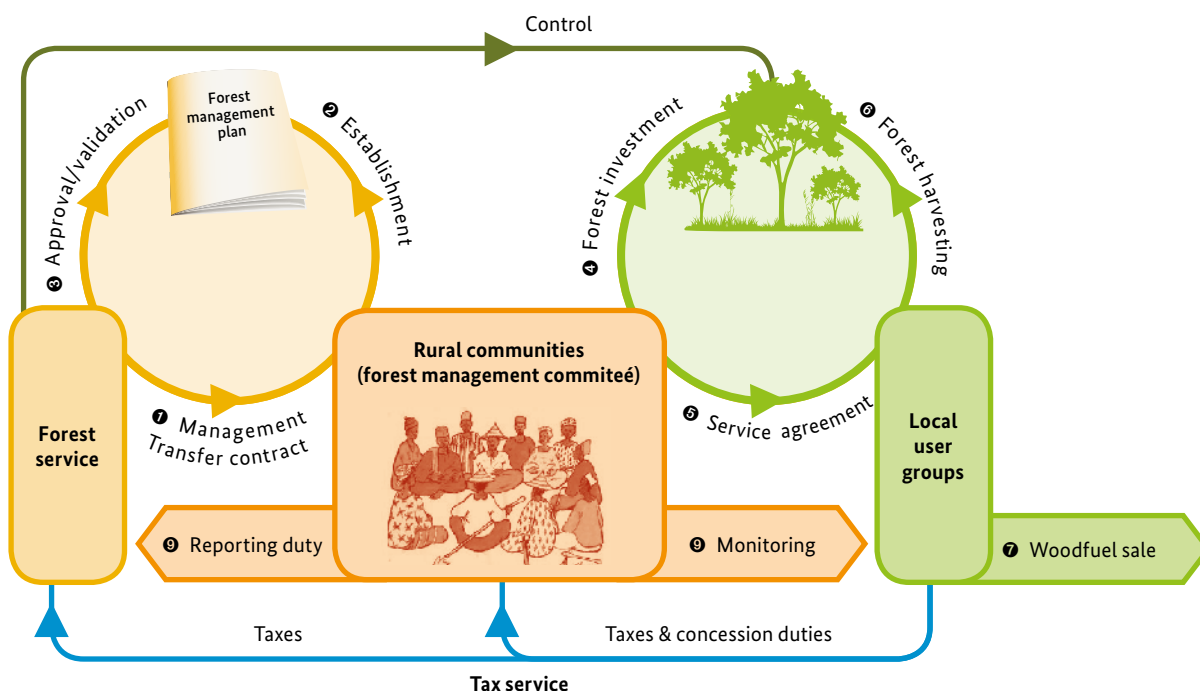 Control
Forest
management
plan
❸ Approval/validation
❷ Establishment
❹ Forest investment
❻ Forest harvesting
Rural communities
(forest management commiteé)
❶ Management
Transfer contract
❺ Service agreement
Forest
service
Local
user
groups
❾ Reporting duty
❾ Monitoring
❼ Woodfuel sale
Taxes
Taxes & concession duties
Tax service